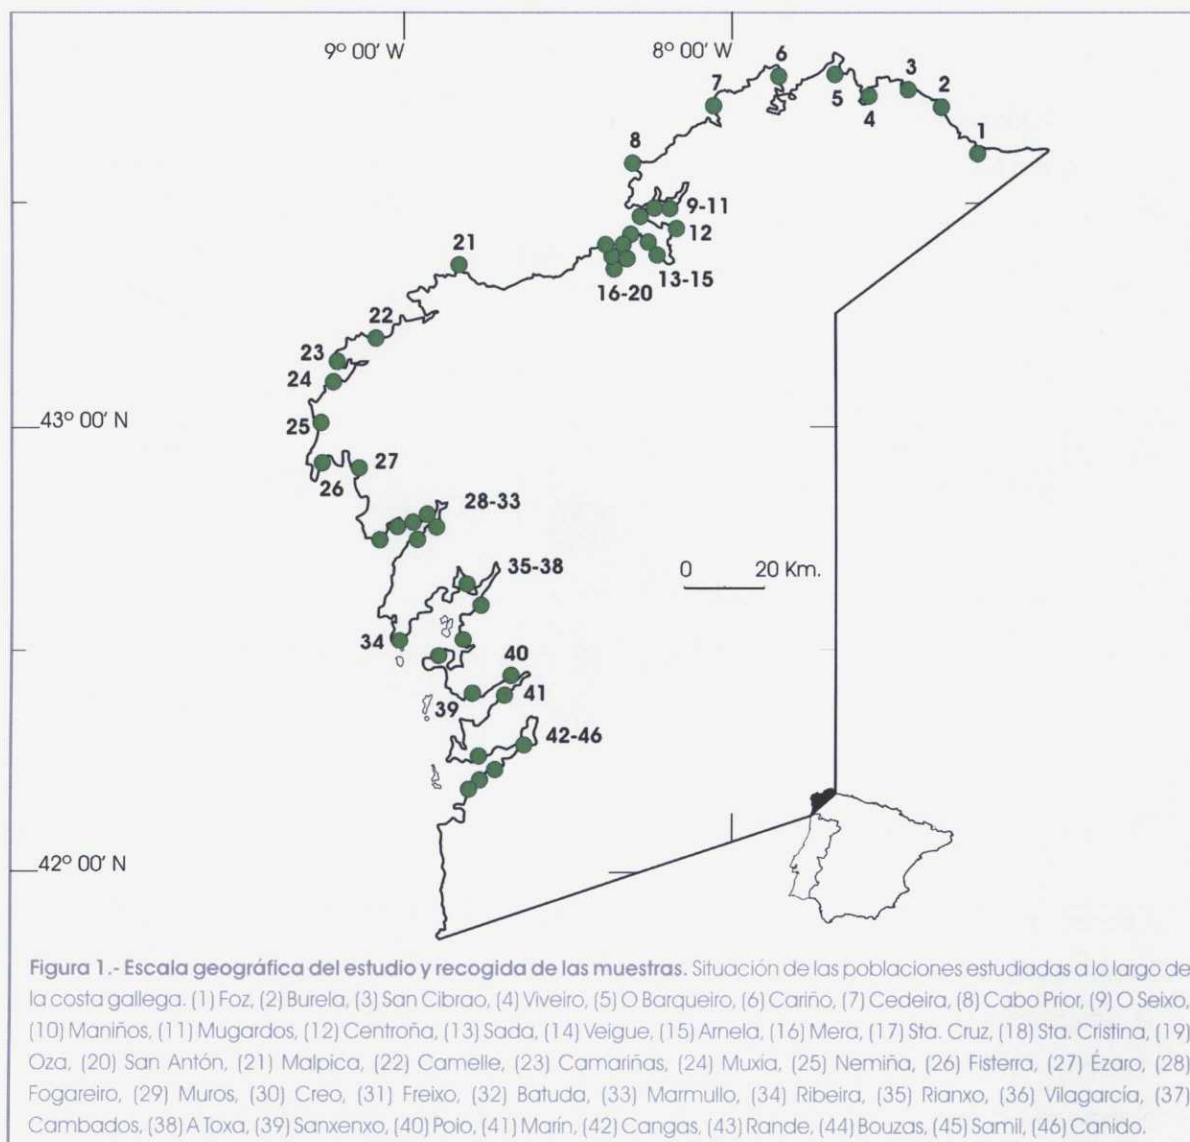 9° 00' W
8° 00' W
6
3
7
5
2
4
1
8
9-11
12
21
13-15
16-20
22
23
24
43° 00' N
25
27
26
28-33
35-38
0 20 Km.
34
40
41
39
42-46
42° 00' N
Figura 1.- Escala geográfica del estudio y recogida de las muestras. Situación de las poblaciones estudiadas a lo largo de
la costa gallega. (1) Foz, (2) Burela, (3) San Cibrao, (4) Viveiro, (5) O Barqueiro, (6) Cariño, (7) Cedeira, (8) Cabo Prior, (9) O Seixo,
(10) Maniños, (11) Mugardos, (12) Centroña, (13) Sada, (14) Veigue, (15) Arnela, (16) Mera, (17) Sta. Cruz, (18) Sta. Cristina, (19)
Oza, (20) San Antón, (21) Malpica, (22) Camelle, (23) Camariñas, (24) Muxía, (25) Nemiña, (26) Fisterra, (27) Ézaro, (28)
Fogareiro, (29) Muros, (30) Creo, (31) Freixo, (32) Batuda, (33) Marmullo, (34) Ribeira, (35) Rianxo, (36) Vilagarcía, (37)
Cambados, (38) A Toxa, (39) Sanxenxo, (40) Poio, (41) Marín, (42) Cangas, (43) Rande, (44) Bouzas, (45) Samil, (46) Canido.